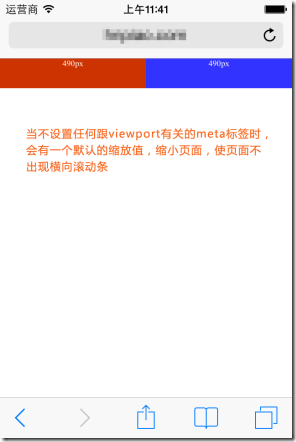 运营商 上午11:41
490px 490px
当不设置任何跟viewport有关的meta标签时，
会有一个默认的缩放值，缩小页面，使页面不
出现横向滚动条